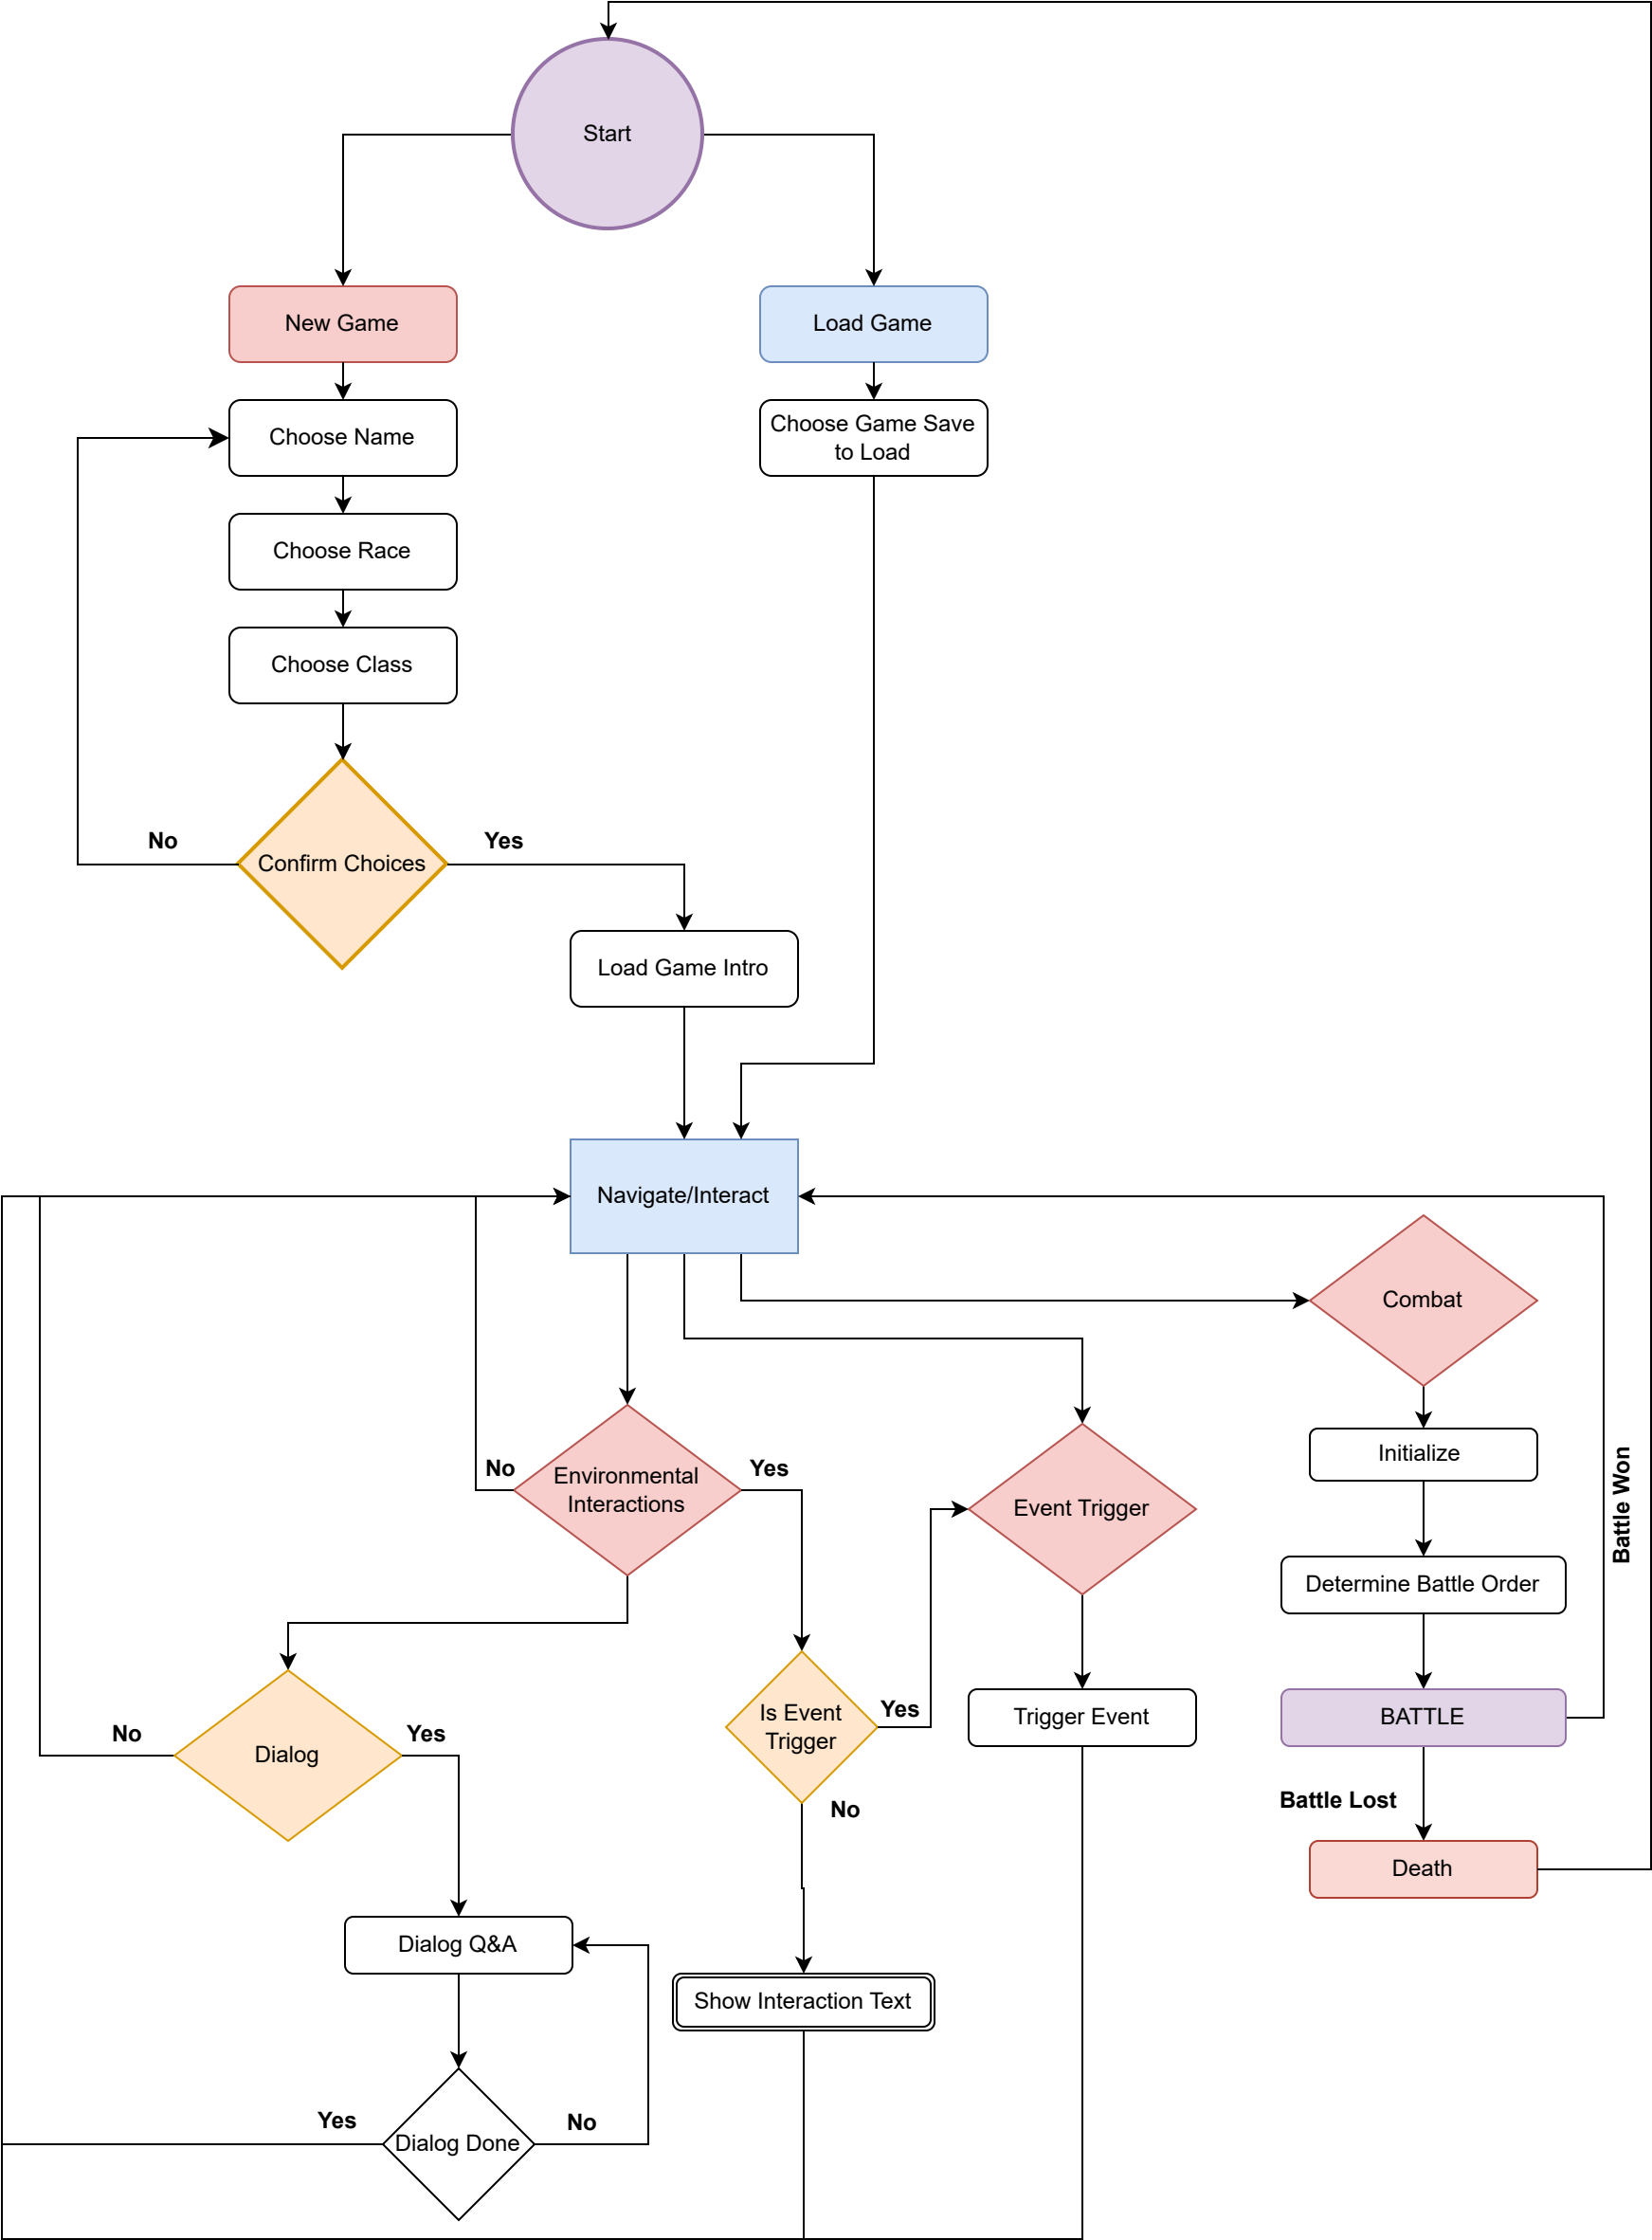 Start
New Game
Load Game
Choose Name
Choose Game Save
to Load
Choose Race
Choose Class
No
Yes
Confirm Choices
Load Game Intro
Navigate/Interact
Combat
Initialize
No
Environmental
Interactions
Yes
Event Trigger
Battle Won
Determine Battle Order
No
Dialog
Yes
Is Event
Trigger
Yes
Trigger Event
BATTLE
No
Battle Lost
Death
Dialog Q&A
Show Interaction Text
Yes
Dialog Done
No